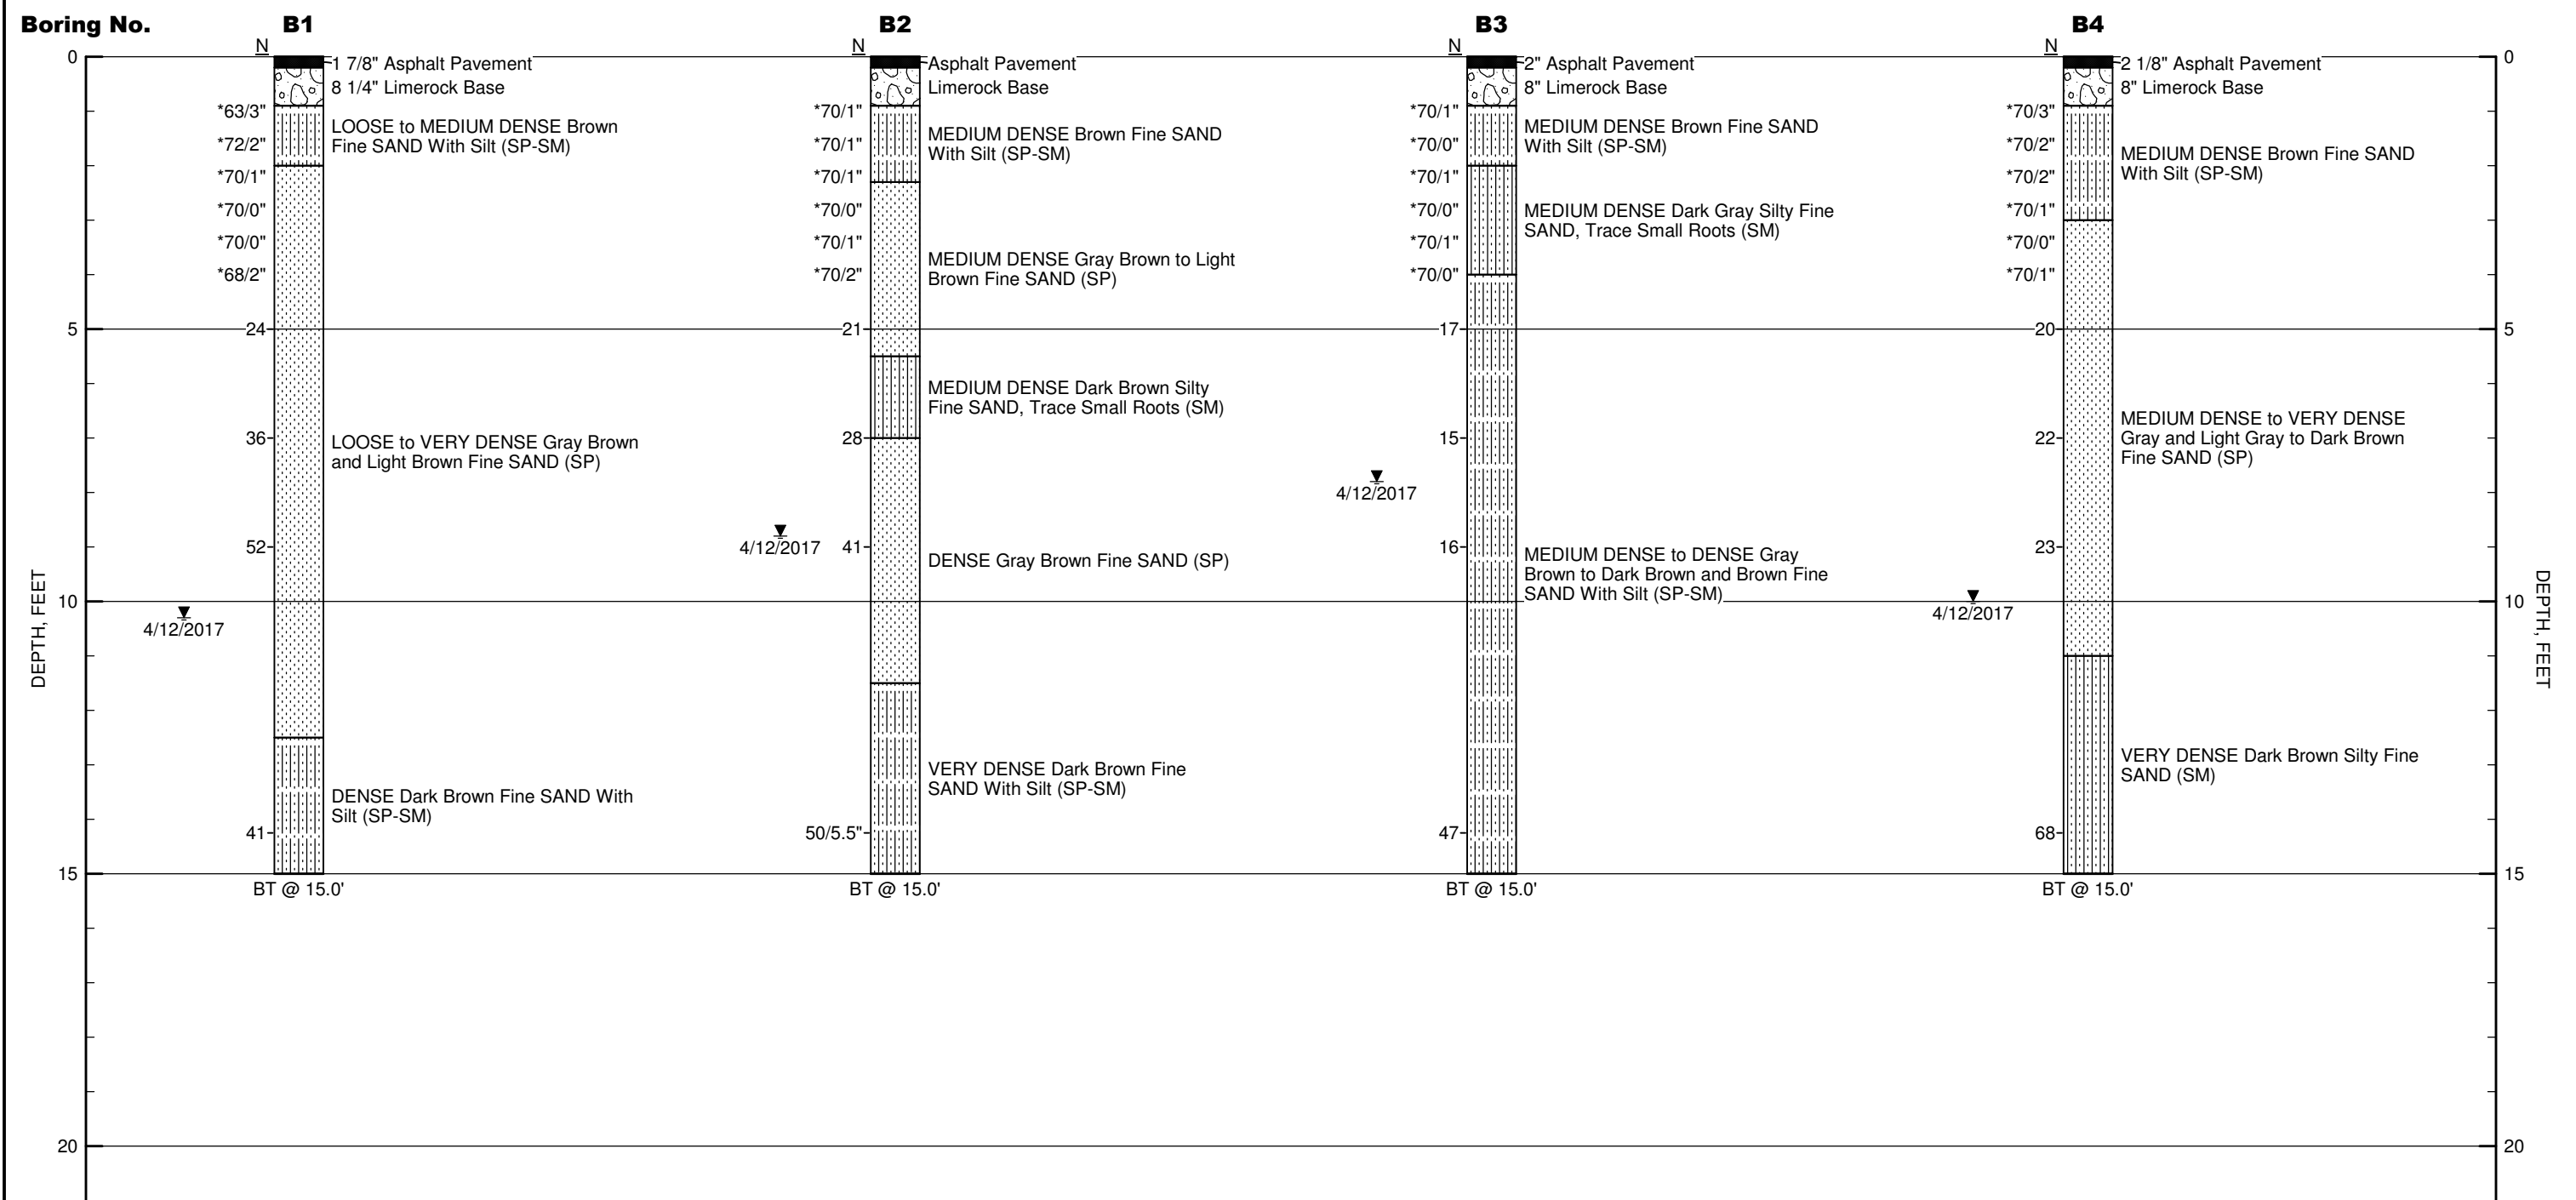 Boring No.
B1
B2
B3
B4
N
N
N
N
0
0
1 7/8" Asphalt Pavement
8 1/4" Limerock Base
*63/3"
LOOSE to MEDIUM DENSE Brown
Fine SAND With Silt (SP-SM)
*72/2"
*70/1"
*70/0"
*70/0"
*68/2"
24
36
LOOSE to VERY DENSE Gray Brown
and Light Brown Fine SAND (SP)
52
4/12/2017
DENSE Dark Brown Fine SAND With
Silt (SP-SM)
41
BT @ 15.0'
Asphalt Pavement
Limerock Base
*70/1"
MEDIUM DENSE Brown Fine SAND
With Silt (SP-SM)
*70/1"
*70/1"
*70/0"
*70/1"
MEDIUM DENSE Gray Brown to Light
Brown Fine SAND (SP)
*70/2"
21
MEDIUM DENSE Dark Brown Silty
Fine SAND, Trace Small Roots (SM)
28
4/12/2017
41
DENSE Gray Brown Fine SAND (SP)
VERY DENSE Dark Brown Fine
SAND With Silt (SP-SM)
50/5.5"
BT @ 15.0'
2" Asphalt Pavement
8" Limerock Base
*70/1"
MEDIUM DENSE Brown Fine SAND
With Silt (SP-SM)
*70/0"
*70/1"
*70/0"
MEDIUM DENSE Dark Gray Silty Fine
SAND, Trace Small Roots (SM)
*70/1"
*70/0"
17
15
4/12/2017
16
MEDIUM DENSE to DENSE Gray
Brown to Dark Brown and Brown Fine
SAND With Silt (SP-SM)
47
BT @ 15.0'
2 1/8" Asphalt Pavement
8" Limerock Base
*70/3"
*70/2"
MEDIUM DENSE Brown Fine SAND
With Silt (SP-SM)
*70/2"
*70/1"
*70/0"
*70/1"
20
MEDIUM DENSE to VERY DENSE
Gray and Light Gray to Dark Brown
Fine SAND (SP)
22
23
4/12/2017
VERY DENSE Dark Brown Silty Fine
SAND (SM)
68
BT @ 15.0'
5
5
10
10
DEPTH, FEET
DEPTH, FEET
15
15
20
20